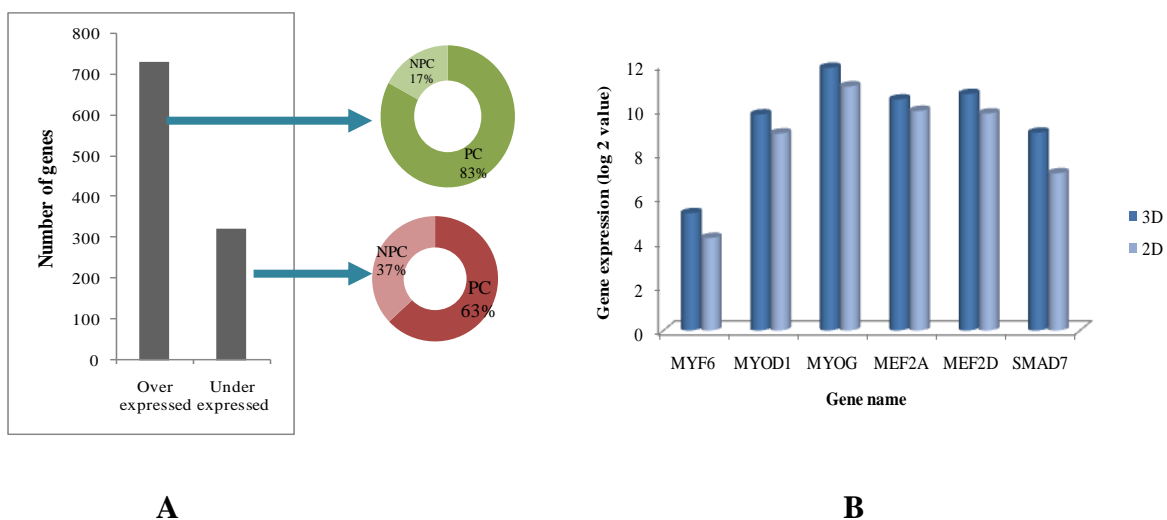 Number of genes
800
700
600
500
400
300
200
100
0
Over
expressed
Under
expressed
NPC
17%
PC
83%
NPC
37%
PC
63%
A
Gene expression (log 2 value)
12
10
8
6
4
2
0
MYF6
MYOD1
MYOG
MEF2A
MEF2D
SMAD7
Gene name
3D
2D
B